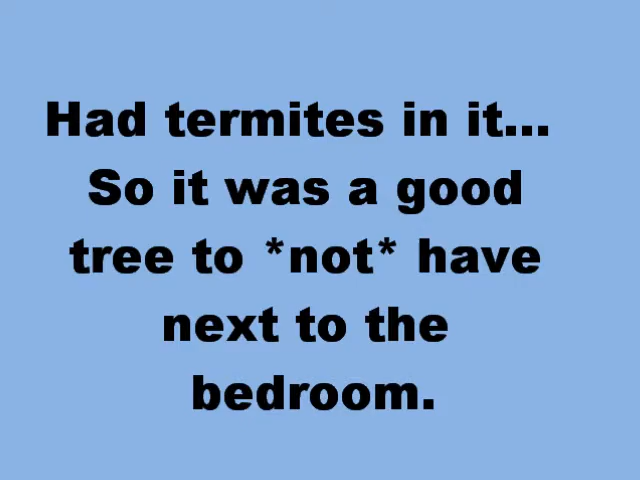 Had termites in it...
So it was a good
tree to *not* have
next to the
bedroom.